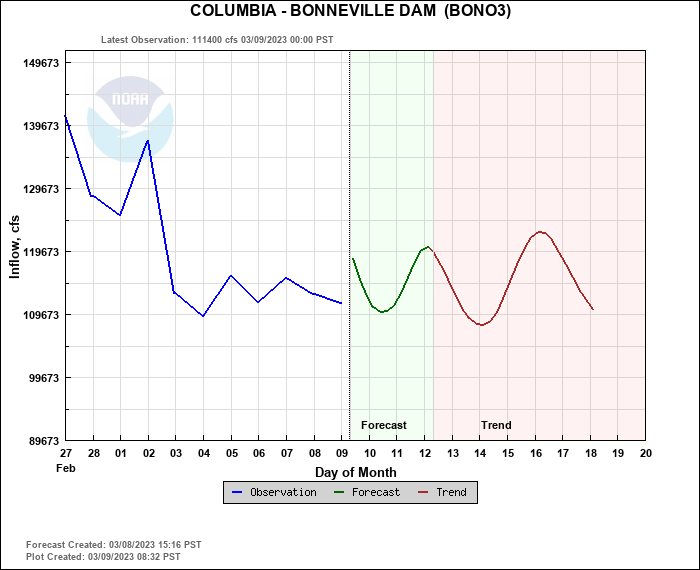 COLUMBIA - BONNEVILLE DAM (BONO3)
Latest Observation: 111400 cfs 03/09/2023 00:00 PST
149673
139673
129673
119673
109673
99673
89673
Inflow, cfs
NOAA
Forecast Trend
27 28 01 02 03 04 05 06 07 08 09 10 11 12 13 14 15 16 17 18 19 20
Feb
Day of Month
Observation Forecast Trend
Forecast Created: 03/08/2023 15:16 PST
Plot Created: 03/09/2023 08:32 PST